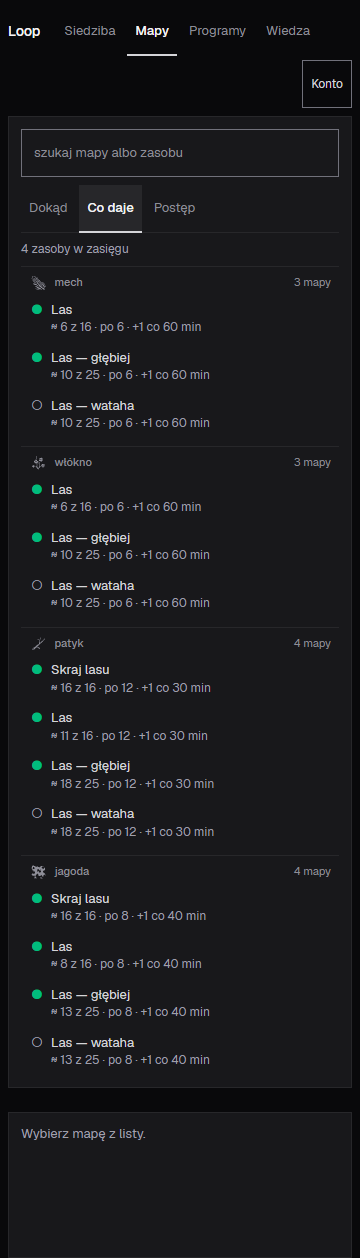 Loop Siedziba Mapy Programy Wiedza
Konto
szukaj mapy albo zasobu
Dokąd Co daje Postęp
4 zasoby w zasięgu
mech 3 mapy
Las
≈ 6 z 16 · po 6 · +1 co 60 min
Las — głębiej
≈ 10 z 25 · po 6 · +1 co 60 min
Las — wataha
≈ 10 z 25 · po 6 · +1 co 60 min
włókno 3 mapy
Las
≈ 6 z 16 · po 6 · +1 co 60 min
Las — głębiej
≈ 10 z 25 · po 6 · +1 co 60 min
Las — wataha
≈ 10 z 25 · po 6 · +1 co 60 min
patyk 4 mapy
Skraj lasu
≈ 16 z 16 · po 12 · +1 co 30 min
Las
≈ 11 z 16 · po 12 · +1 co 30 min
Las — głębiej
≈ 18 z 25 · po 12 · +1 co 30 min
Las — wataha
≈ 18 z 25 · po 12 · +1 co 30 min
jagoda 4 mapy
Skraj lasu
≈ 16 z 16 · po 8 · +1 co 40 min
Las
≈ 8 z 16 · po 8 · +1 co 40 min
Las — głębiej
≈ 13 z 25 · po 8 · +1 co 40 min
Las — wataha
≈ 13 z 25 · po 8 · +1 co 40 min
Wybierz mapę z listy.